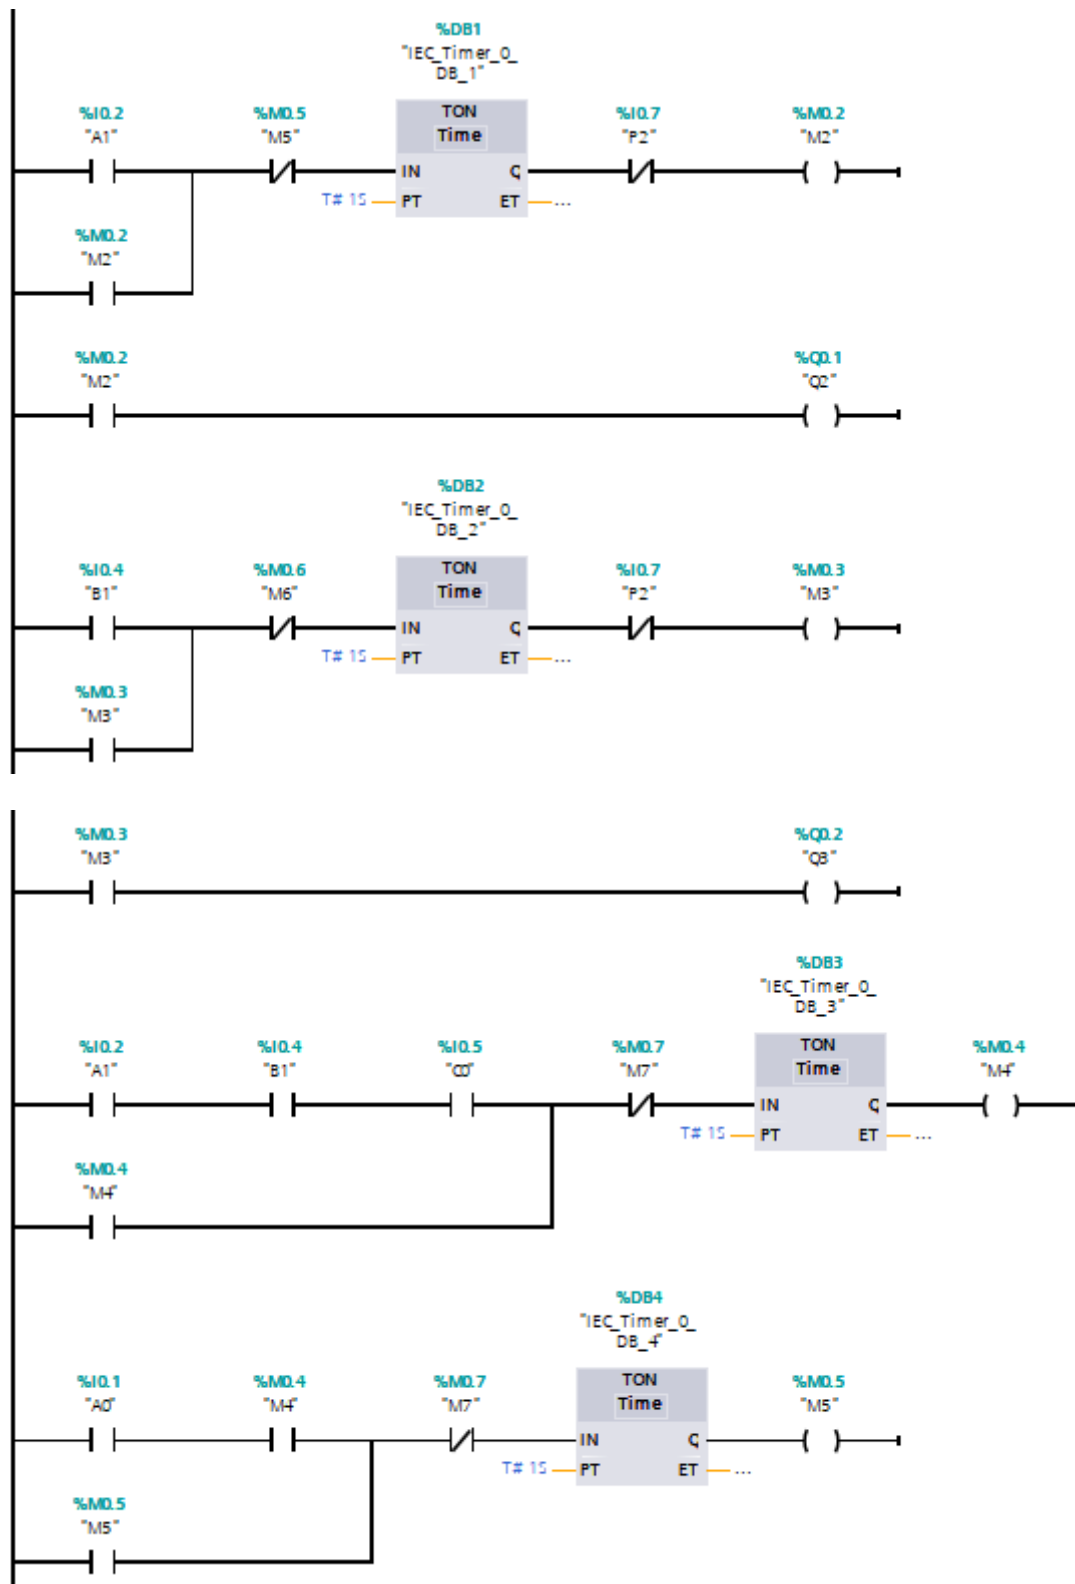 %DB1
"IEC_Timer_0_
DB_1"
%I0.2
"A1"
%M0.5
"M5"
TON
Time
%I0.7
"P2"
%M0.2
"M2"
IN
Q
T# 1S
PT
ET
...
%M0.2
"M2"
%M0.2
"M2"
%Q0.1
"Q2"
%DB2
"IEC_Timer_0_
DB_2"
%I0.4
"B1"
%M0.6
"M6"
TON
Time
%I0.7
"P2"
%M0.3
"M3"
IN
Q
T# 1S
PT
ET
...
%M0.3
"M3"
%M0.3
"M3"
%Q0.2
"Q3"
%DB3
"IEC_Timer_0_
DB_3"
%I0.2
"A1"
%I0.4
"B1"
%I0.5
"C0"
%M0.7
"M7"
TON
Time
%M0.4
"M4"
IN
Q
T# 1S
PT
ET
...
%M0.4
"M4"
%DB4
"IEC_Timer_0_
DB_4"
%I0.1
"A0"
%M0.4
"M4"
%M0.7
"M7"
TON
Time
%M0.5
"M5"
IN
Q
T# 1S
PT
ET
...
%M0.5
"M5"